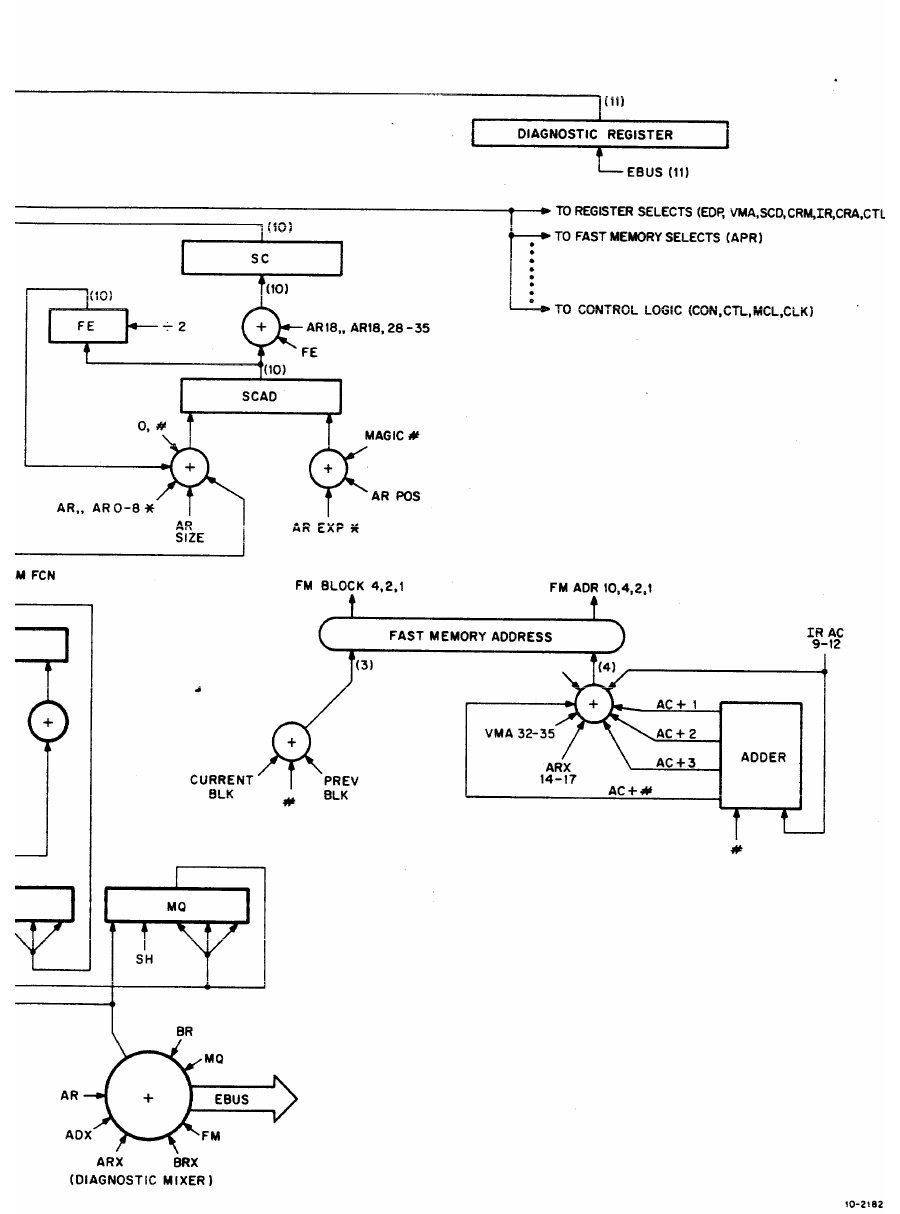 (11)
DIAGNOSTIC REGISTER
EBUS (11)
TO REGISTER SELECTS (EDP, VMA, SCD, CRM, IR, CRA, CTL
(10)
TO FAST MEMORY SELECTS (APR)
SC
(10)
(10)
TO CONTROL LOGIC (CON, CTL, MCL, CLK)
FE
÷ 2
+
AR18,, AR18, 28-35
FE
(10)
SCAD
0, #
MAGIC #
+
+
AR POS
AR,, AR 0-8 *
AR
SIZE
AR EXP *
M FCN
FM BLOCK 4,2,1
FM ADR 10,4,2,1
FAST MEMORY ADDRESS
IR AC
9-12
(3)
(4)
+
+
AC + 1
VMA 32-35
AC + 2
+
ADDER
ARX
14-17
AC + 3
CURRENT
BLK
#
PREV
BLK
AC + #
#
MQ
SH
BR
MQ
AR
+
EBUS
ADX
FM
ARX
BRX
(DIAGNOSTIC MIXER)
10-2182